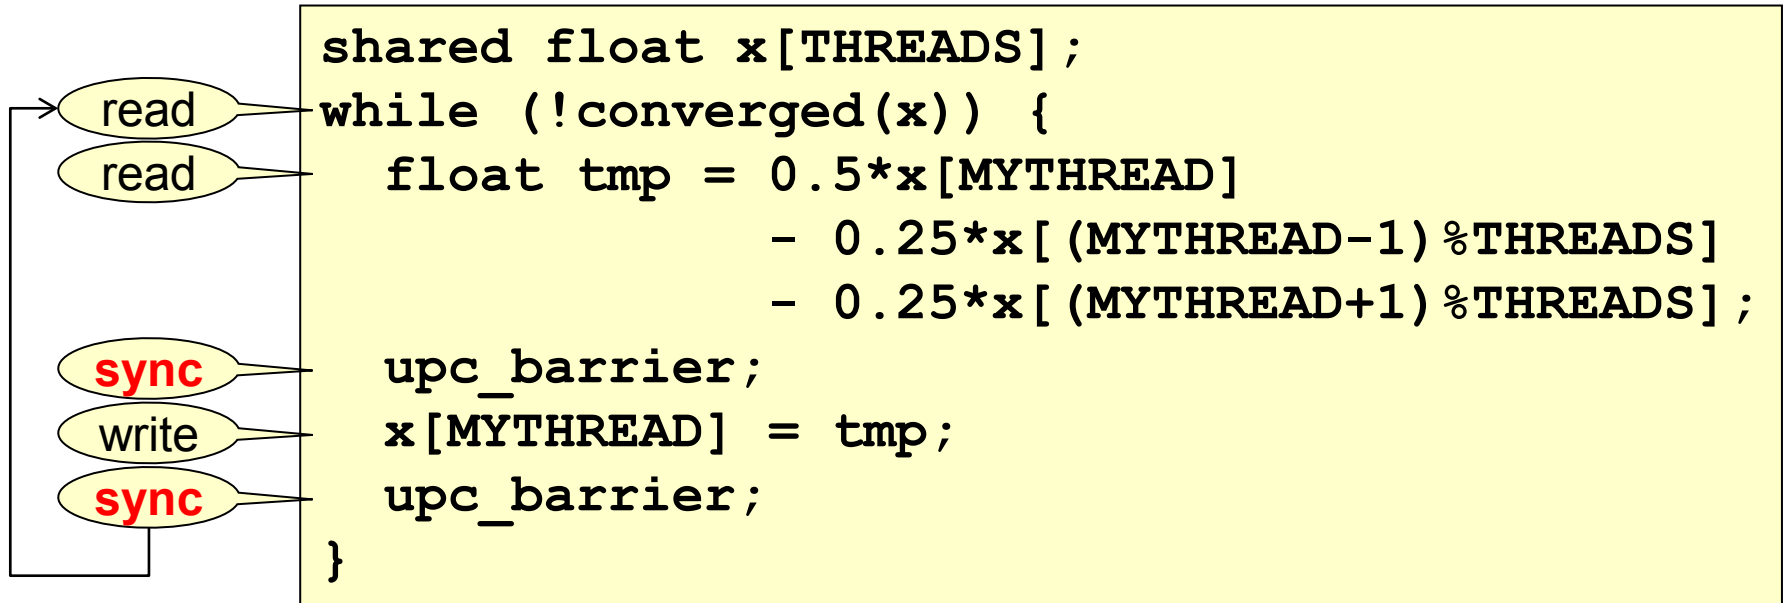 shared float x[THREADS];
read while (!converged(x)) {
read float tmp = 0.5*x[MYTHREAD]
- 0.25*x[(MYTHREAD-1)%THREADS]
- 0.25*x[(MYTHREAD+1)%THREADS];
sync upc_barrier;
write x[MYTHREAD] = tmp;
sync upc_barrier;
}